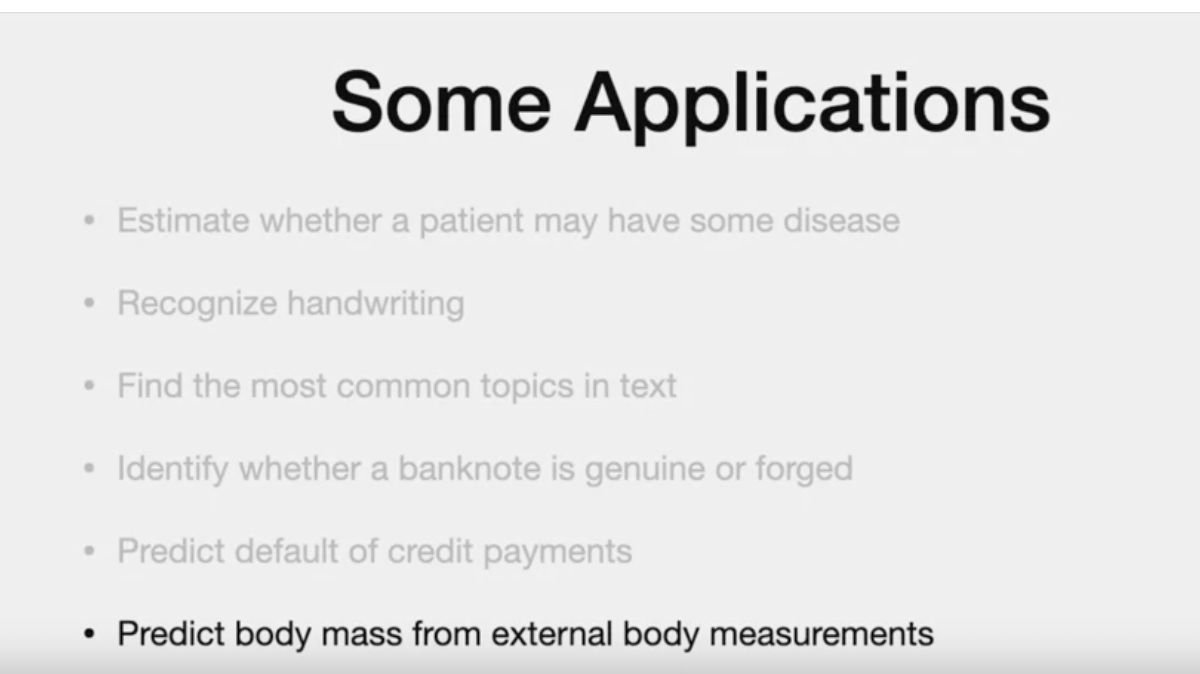 Some Applications
• Estimate whether a patient may have some disease
• Recognize handwriting
• Find the most common topics in text
• Identify whether a banknote is genuine or forged
• Predict default of credit payments
• Predict body mass from external body measurements